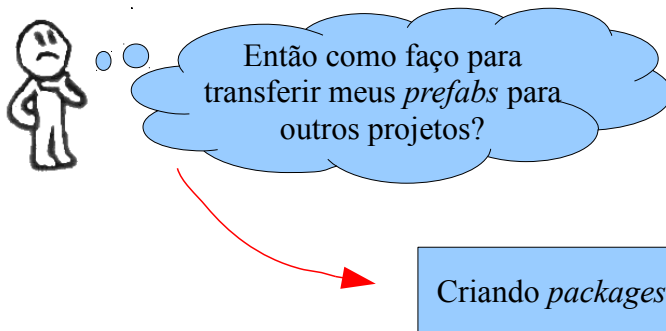 Então como faço para
transferir meus prefabs para
outros projetos?
Criando packages